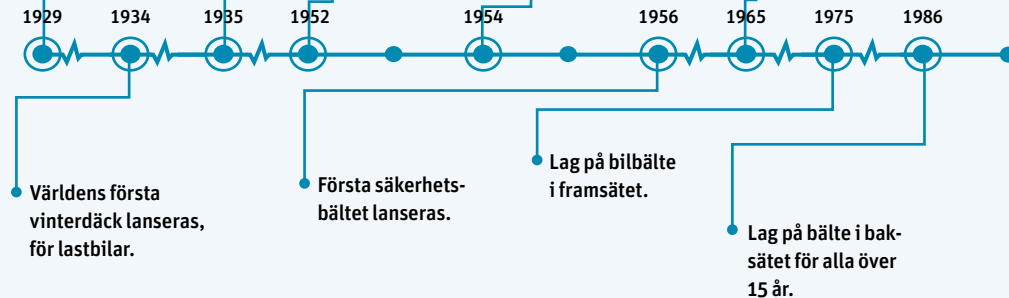 1929 1934 1935 1952 1954 1956 1965 1975 1986
Världens första
vinterdäck lanseras,
för lastbilar.
Första säkerhets-
bältet lanseras.
Lag på bilbälte
i framsätet.
Lag på bälte i bak-
sätet för alla över
15 år.